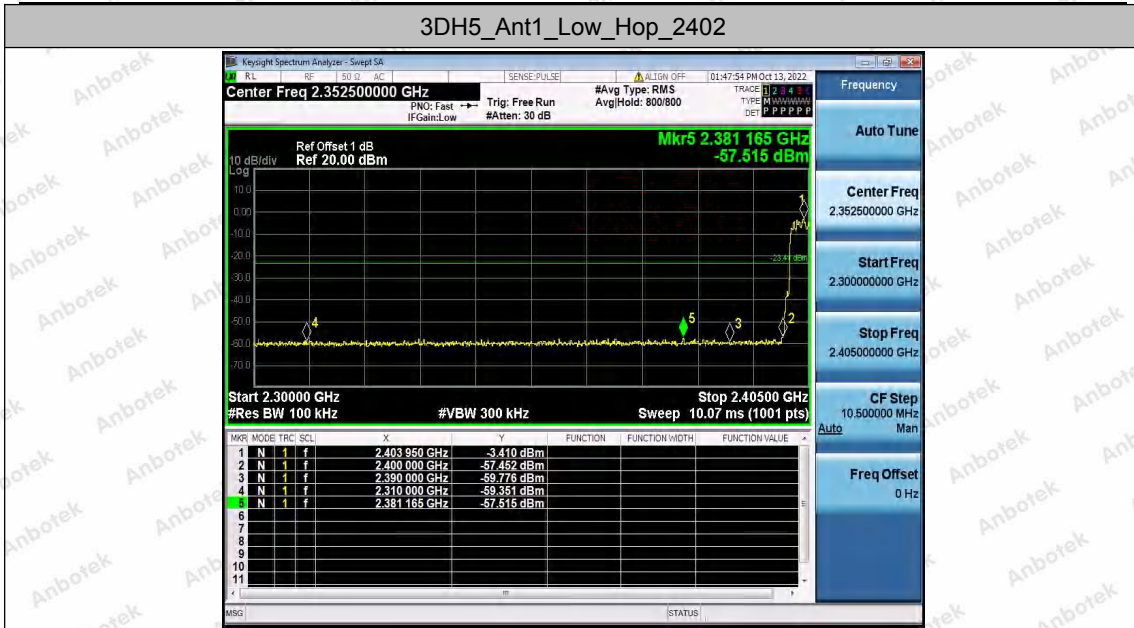 3DH5_Ant1_Low_Hop_2402
Keysight Spectrum Analyzer - Swept SA
RL RF 50 Ω AC SENSE:PULSE ALIGN OFF 01:47:54 PM Oct 13, 2022
Center Freq 2.352500000 GHz
PNO: Fast
IFGain:Low
Trig: Free Run
#Atten: 30 dB
#Avg Type: RMS
Avg|Hold: 800/800
TRACE 1 2 3 4 5 6
TYPE M WWWWW
DET P P P P P P
Frequency
Auto Tune
Center Freq
2.352500000 GHz
Start Freq
2.300000000 GHz
Stop Freq
2.405000000 GHz
CF Step
10.500000 MHz
Auto Man
Freq Offset
0 Hz
Mkr5 2.381 165 GHz
-57.515 dBm
Ref Offset 1 dB
10 dB/div Ref 20.00 dBm
Log
10.0
0.00
-10.0
-20.0
-30.0
-40.0
-50.0
-60.0
-70.0
-23.41 dBm
1
2
3
4
5
Start 2.30000 GHz Stop 2.40500 GHz
#Res BW 100 kHz #VBW 300 kHz Sweep 10.07 ms (1001 pts)
MKR MODE TRC SCL X Y FUNCTION FUNCTION WIDTH FUNCTION VALUE
1 N 1 f 2.403 950 GHz -3.410 dBm
2 N 1 f 2.400 000 GHz -57.452 dBm
3 N 1 f 2.390 000 GHz -59.776 dBm
4 N 1 f 2.310 000 GHz -59.351 dBm
5 N 1 f 2.381 165 GHz -57.515 dBm
6
7
8
9
10
11
MSG STATUS
Anbotek